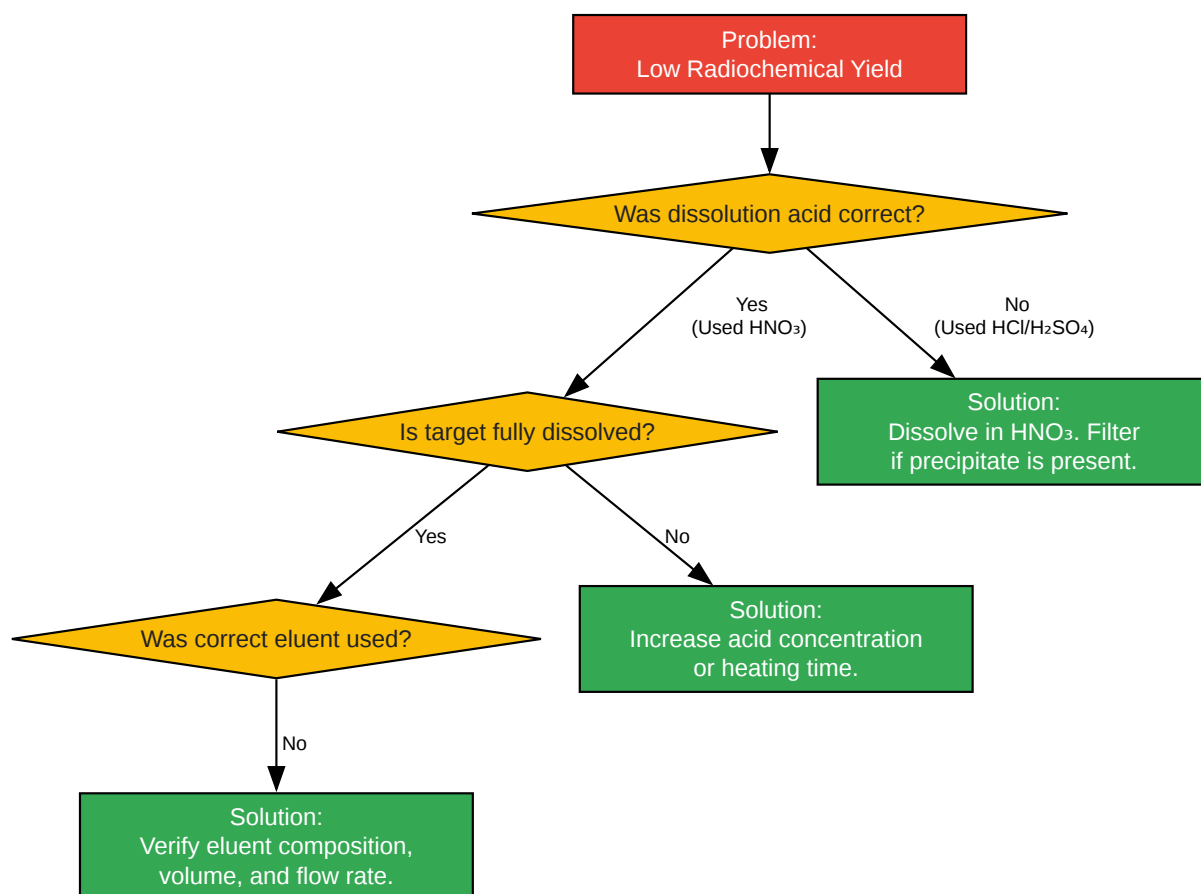 Problem:
Low Radiochemical Yield
Was dissolution acid correct?
Yes
(Used HNO₃)
No
(Used HCl/H₂SO₄)
Solution:
Dissolve in HNO₃. Filter
if precipitate is present.
Is target fully dissolved?
Yes
No
Solution:
Increase acid concentration
or heating time.
Was correct eluent used?
No
Solution:
Verify eluent composition,
volume, and flow rate.